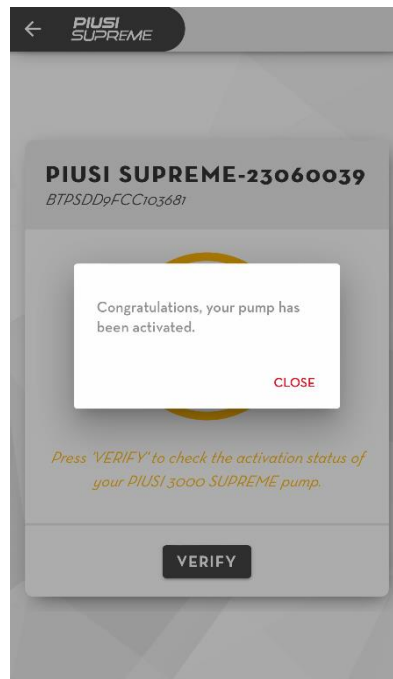 PIUSI
SUPREME
PIUSI SUPREME-23060039
BTPSDD9FCC103681
Congratulations, your pump has
been activated.
CLOSE
Press 'VERIFY' to check the activation status of
your PIUSI 3000 SUPREME pump.
VERIFY